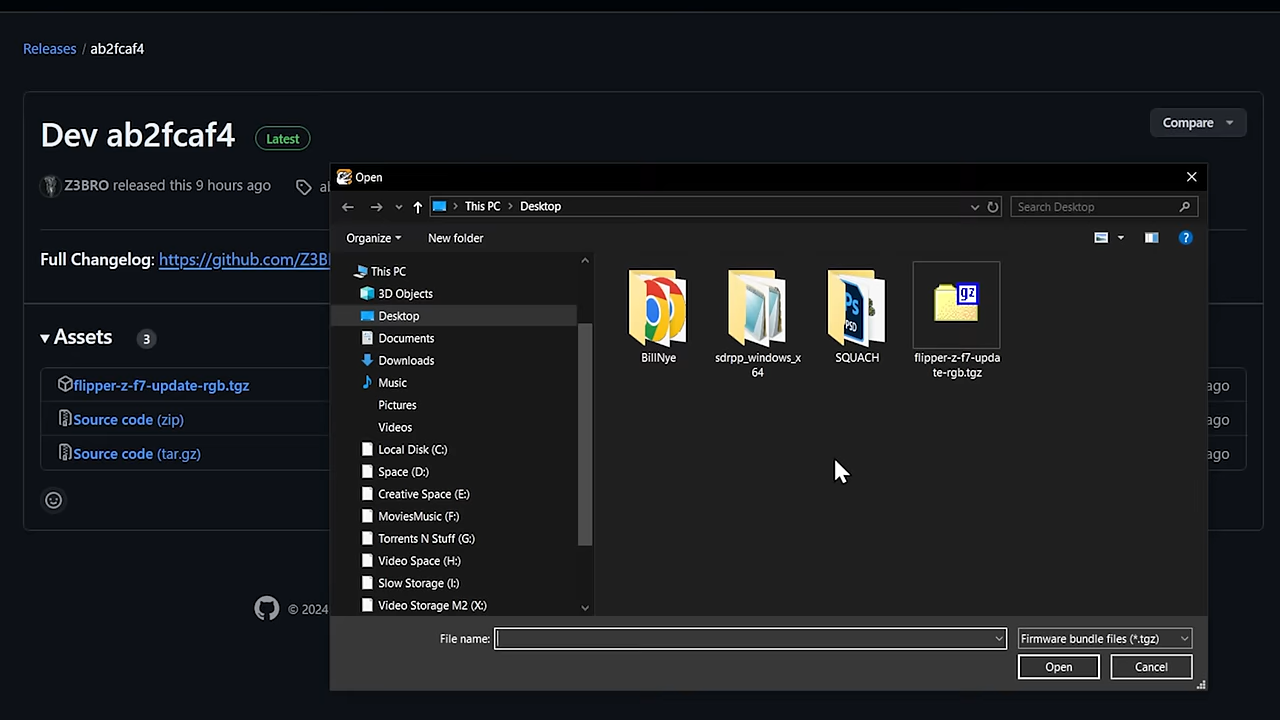 Releases / ab2fcaf4
Dev ab2fcaf4
Latest
Compare
Z3BRO released this 9 hours ago
Full Changelog: https://github.com/Z3B
Assets
3
flipper-z-f7-update-rgb.tgz
ago
Source code (zip)
ago
Source code (tar.gz)
ago
© 2024
Open
This PC
Desktop
Search Desktop
Organize
New folder
This PC
3D Objects
Desktop
Documents
Downloads
Music
Pictures
Videos
Local Disk (C:)
Space (D:)
Creative Space (E:)
MoviesMusic (F:)
Torrents N Stuff (G:)
Video Space (H:)
Slow Storage (I:)
Video Storage M2 (X:)
Ps
PSD
gz
BillNye
sdrpp_windows_x
64
SQUACH
flipper-z-f7-upda
te-rgb.tgz
File name:
Firmware bundle files (*.tgz)
Open
Cancel